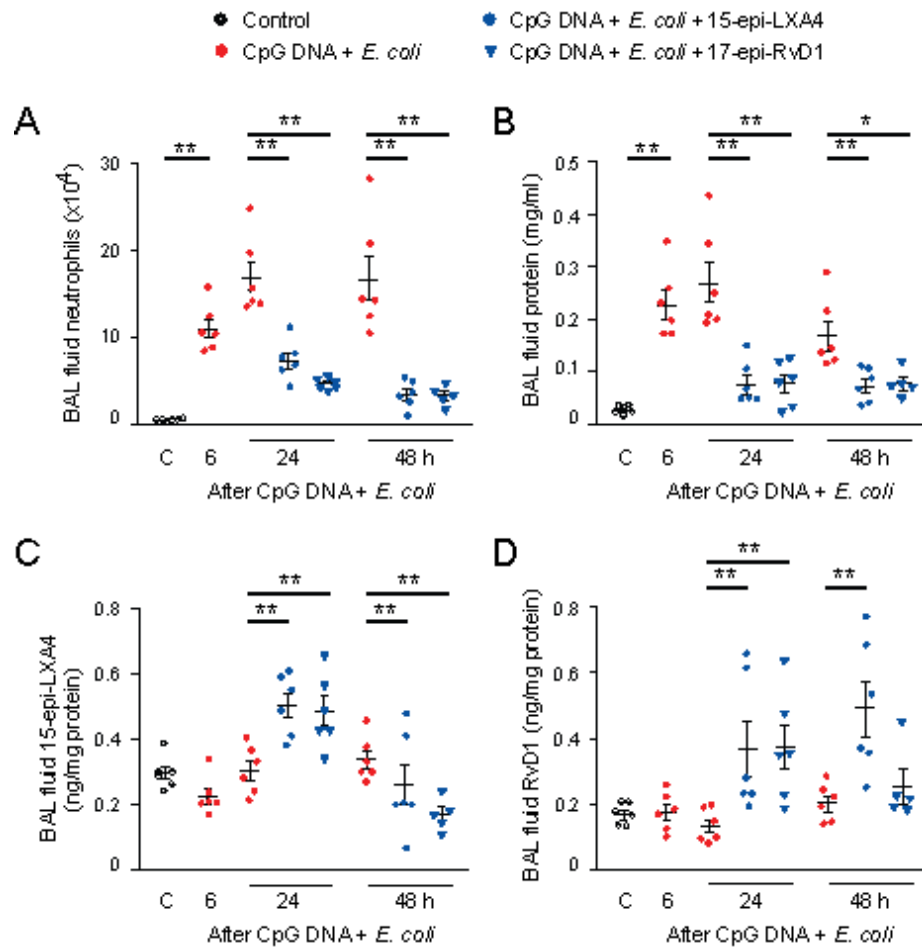 Control
CpG DNA + E. coli
CpG DNA + E. coli + 15-epi-LXA4
CpG DNA + E. coli + 17-epi-RvD1
A
**
**
**
**
**
BAL fluid neutrophils (x10⁴)
30
20
10
0
C 6 24 48 h
After CpG DNA + E. coli
B
**
**
**
*
**
BAL fluid protein (mg/ml)
0.5
0.4
0.3
0.2
0.1
0
C 6 24 48 h
After CpG DNA + E. coli
C
**
**
**
**
BAL fluid 15-epi-LXA4
(ng/mg protein)
0.8
0.6
0.4
0.2
0
C 6 24 48 h
After CpG DNA + E. coli
D
**
**
**
BAL fluid RvD1 (ng/mg protein)
0.8
0.6
0.4
0.2
0
C 6 24 48 h
After CpG DNA + E. coli